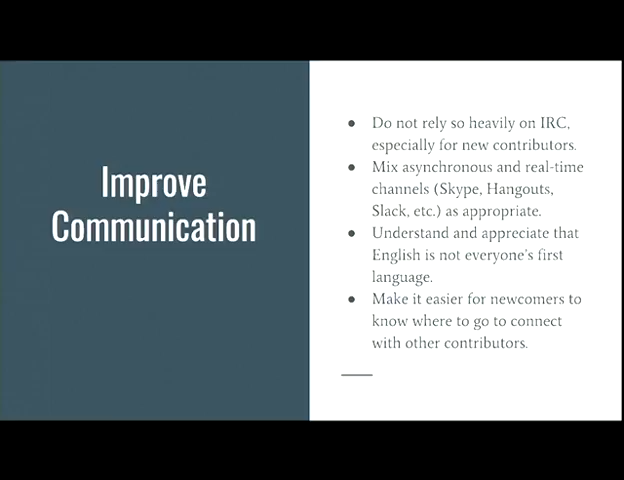 Improve
Communication
● Do not rely so heavily on IRC,
especially for new contributors.
● Mix asynchronous and real-time
channels (Skype, Hangouts,
Slack, etc.) as appropriate.
● Understand and appreciate that
English is not everyone's first
language.
● Make it easier for newcomers to
know where to go to connect
with other contributors.